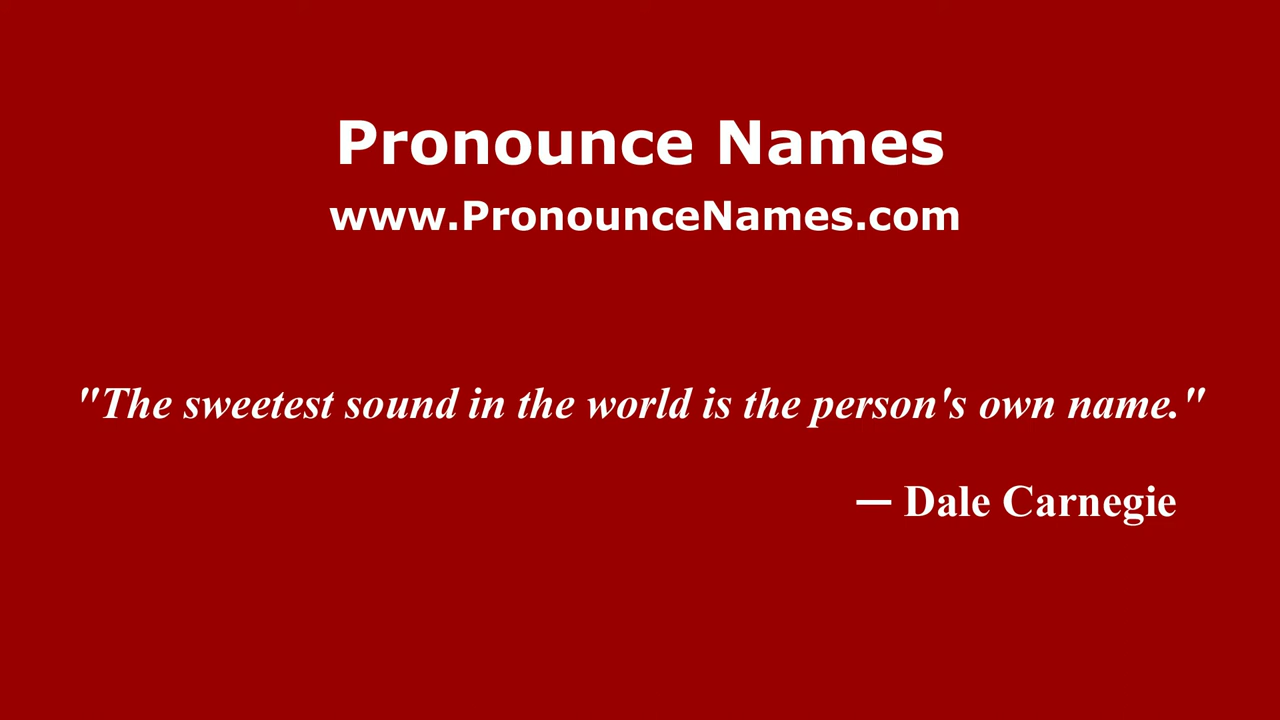 Pronounce Names
www.PronounceNames.com
"The sweetest sound in the world is the person's own name."
— Dale Carnegie